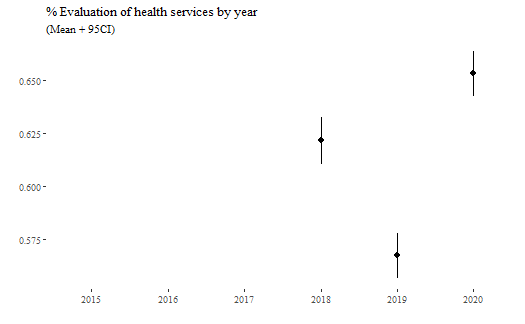 % Evaluation of health services by year
(Mean + 95CI)
0.650
0.625
0.600
0.575
2015 2016 2017 2018 2019 2020